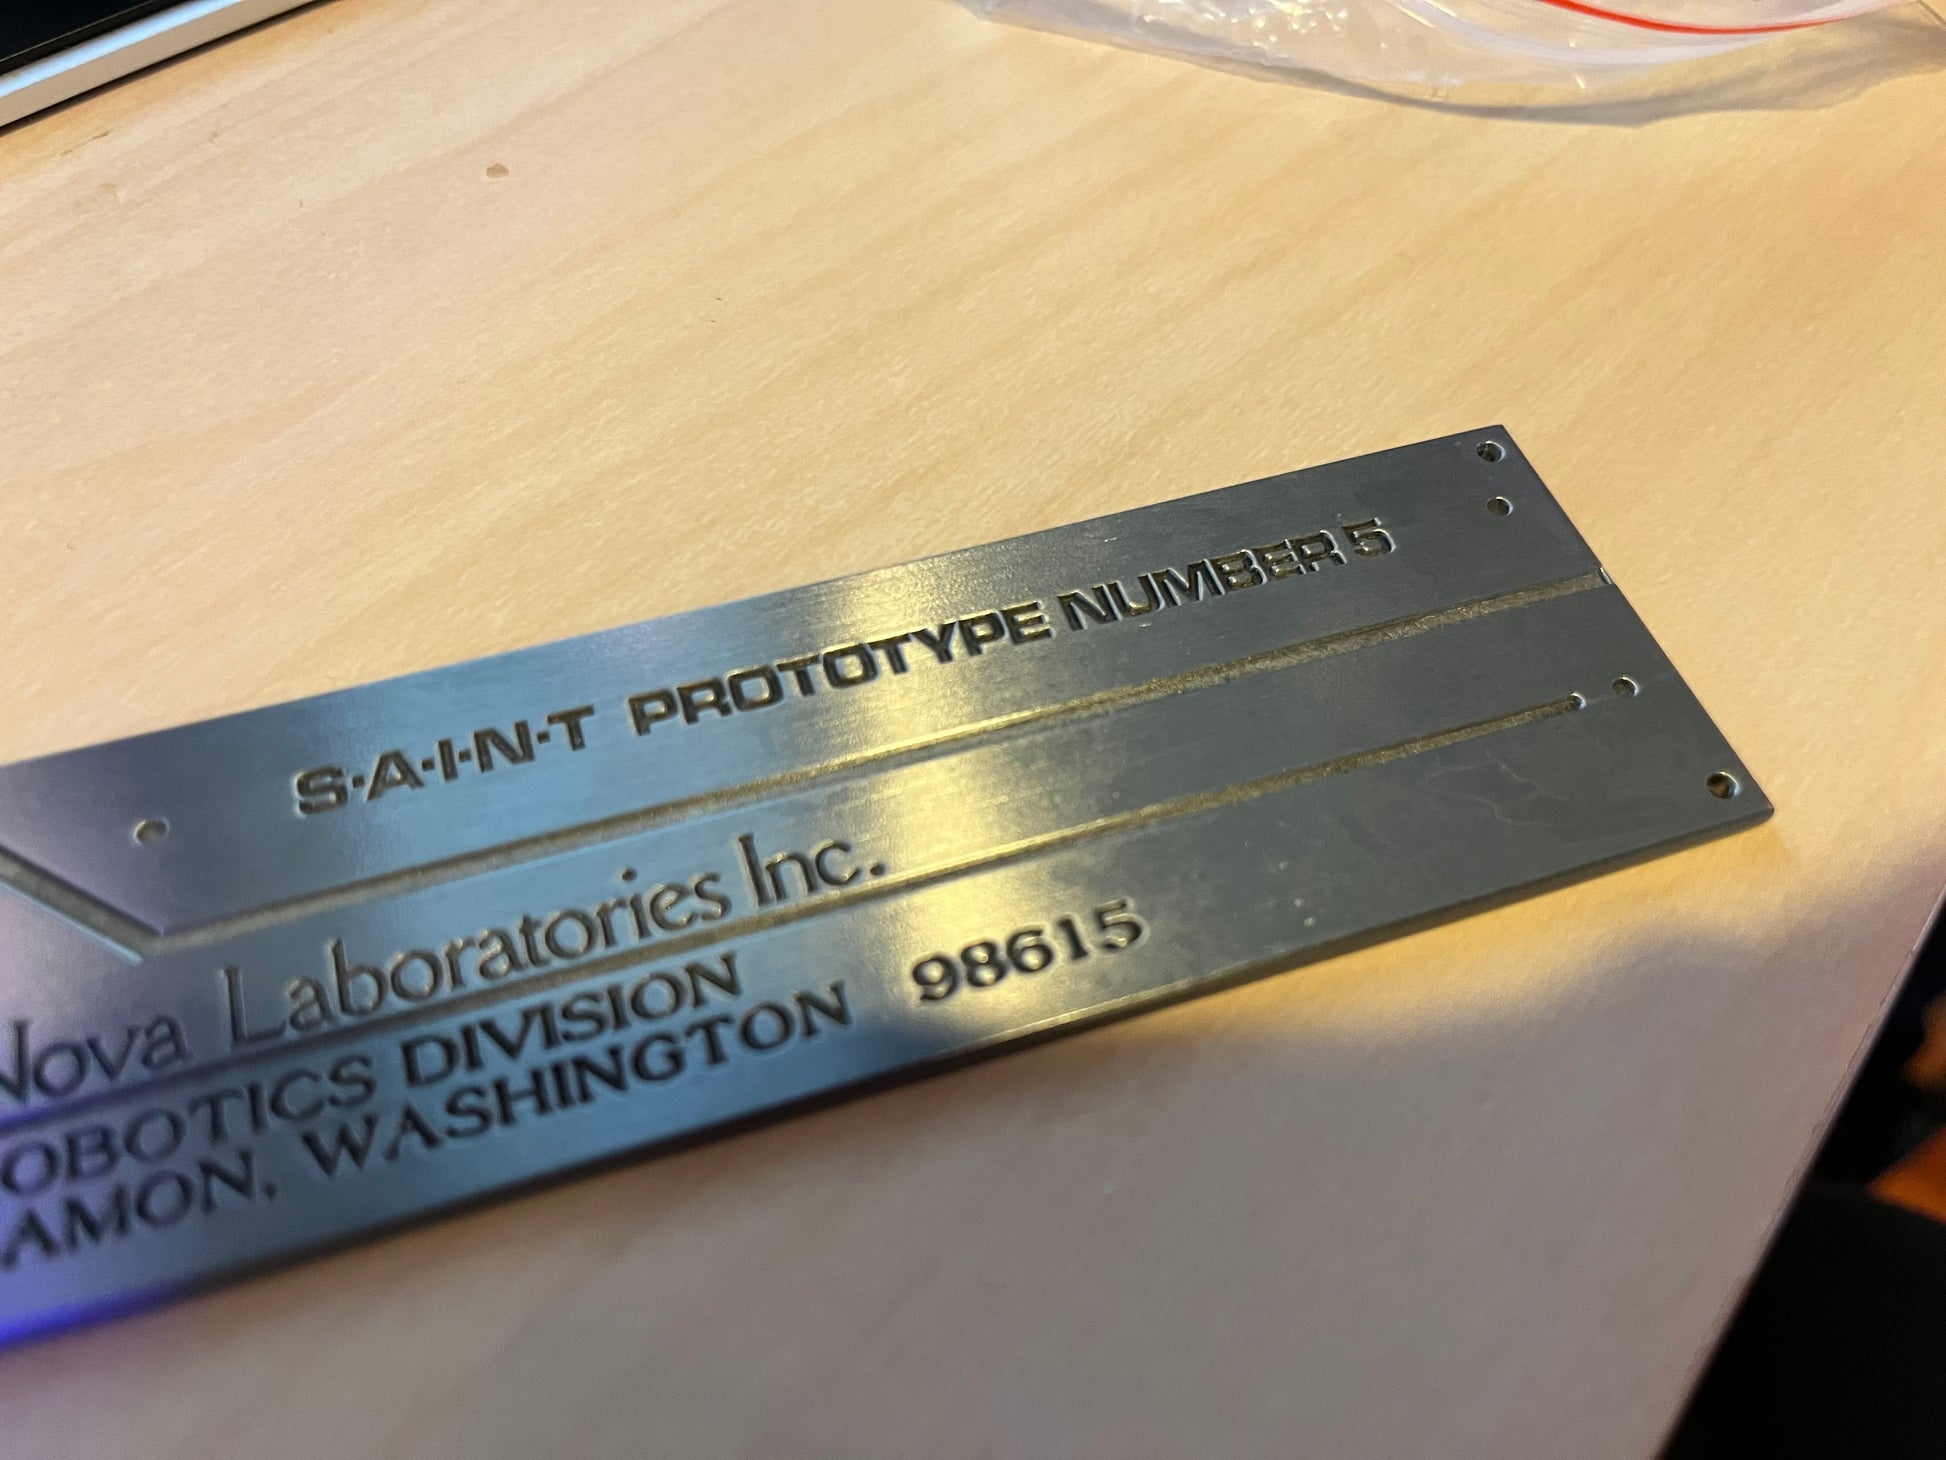 S·A·I·N·T PROTOTYPE NUMBER 5
Nova Laboratories Inc.
OBOTICS DIVISION
AMON, WASHINGTON 98615